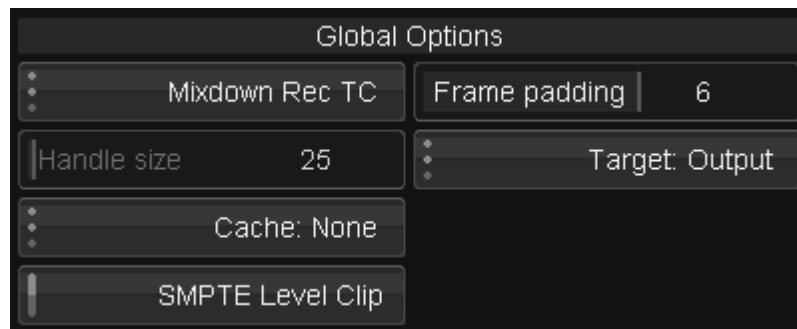 Global Options
Mixdown Rec TC
Frame padding 6
Handle size 25
Target: Output
Cache: None
SMPTE Level Clip